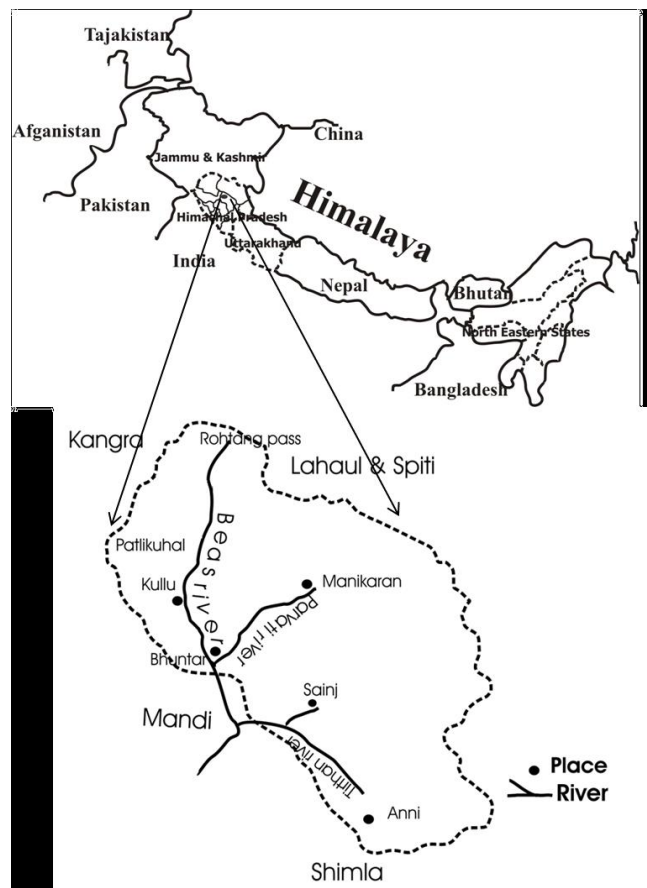 Tajakistan
Afganistan
China
Jammu & Kashmir
Pakistan
Himachal Pradesh
Himalaya
Uttarakhand
India
Nepal
Bhutan
North Eastern States
Bangladesh
Kangra
Rohtang pass
Lahaul & Spiti
Beas river
Patlikuhal
Kullu
Manikaran
Parvati river
Bhuntar
Sainj
Mandi
Tirthan river
Place
River
Anni
Shimla